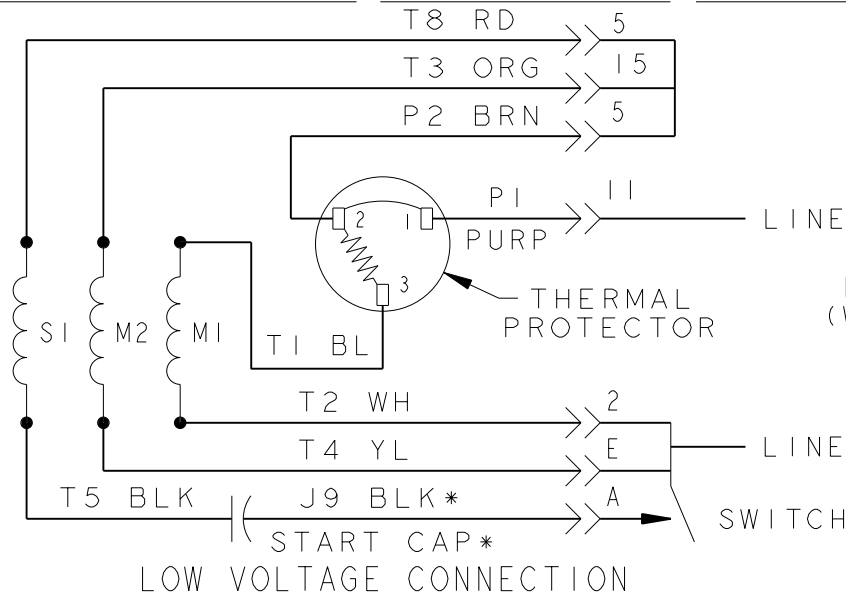 T8 RD 5
T3 ORG 15
P2 BRN 5
P1 11
PURP
LINE
2 1
3
THERMAL
PROTECTOR
(
S1 M2 M1
T1 BL
T2 WH 2
LINE
T4 YL E
T5 BLK J9 BLK* A
SWITCH
START CAP*
LOW VOLTAGE CONNECTION